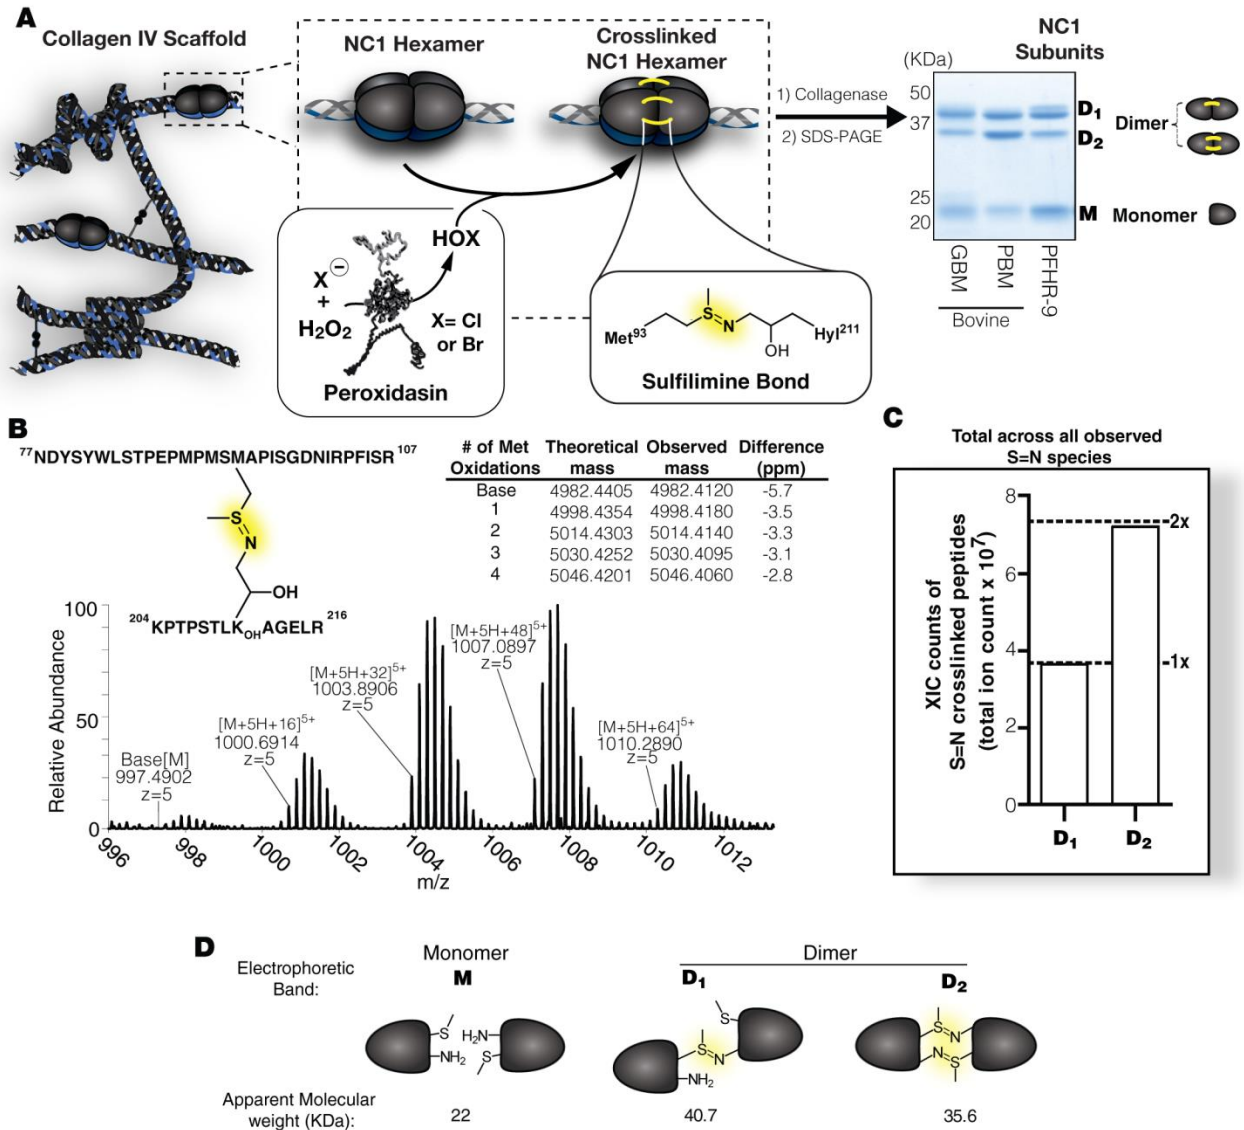 A
Collagen IV Scaffold
NC1 Hexamer
Crosslinked
NC1 Hexamer
1) Collagenase
2) SDS-PAGE
NC1
Subunits
(KDa)
50
37
25
20
D1
D2
M
Dimer
Monomer
GBM
PBM
PFHR-9
Bovine
X⊖
+
H2O2
HOX
X= Cl
or Br
Peroxidasin
Met93
S
N
OH
Hyl211
Sulfilimine Bond
B
77NDYSYWLSTPEPMPMSMAPISGDNIRPFISR107
S
N
OH
204KPTPSTLKOHAGELR216
# of Met Oxidations Theoretical mass Observed mass Difference (ppm)
Base 4982.4405 4982.4120 -5.7
1 4998.4354 4998.4180 -3.5
2 5014.4303 5014.4140 -3.3
3 5030.4252 5030.4095 -3.1
4 5046.4201 5046.4060 -2.8
Relative Abundance
100
50
0
Base[M]
997.4902
z=5
[M+5H+16]5+
1000.6914
z=5
[M+5H+32]5+
1003.8906
z=5
[M+5H+48]5+
1007.0897
z=5
[M+5H+64]5+
1010.2890
z=5
996 998 1000 1002 1004 1006 1008 1010 1012
m/z
C
Total across all observed
S=N species
XIC counts of
S=N crosslinked peptides
(total ion count x 10^7)
8
6
4
2
0
2x
1x
D1 D2
D
Electrophoretic
Band:
Monomer
M
Dimer
D1
D2
S
NH2
H2N
S
S
S
N
NH2
S
N
N
S
Apparent Molecular
weight (KDa):
22
40.7
35.6